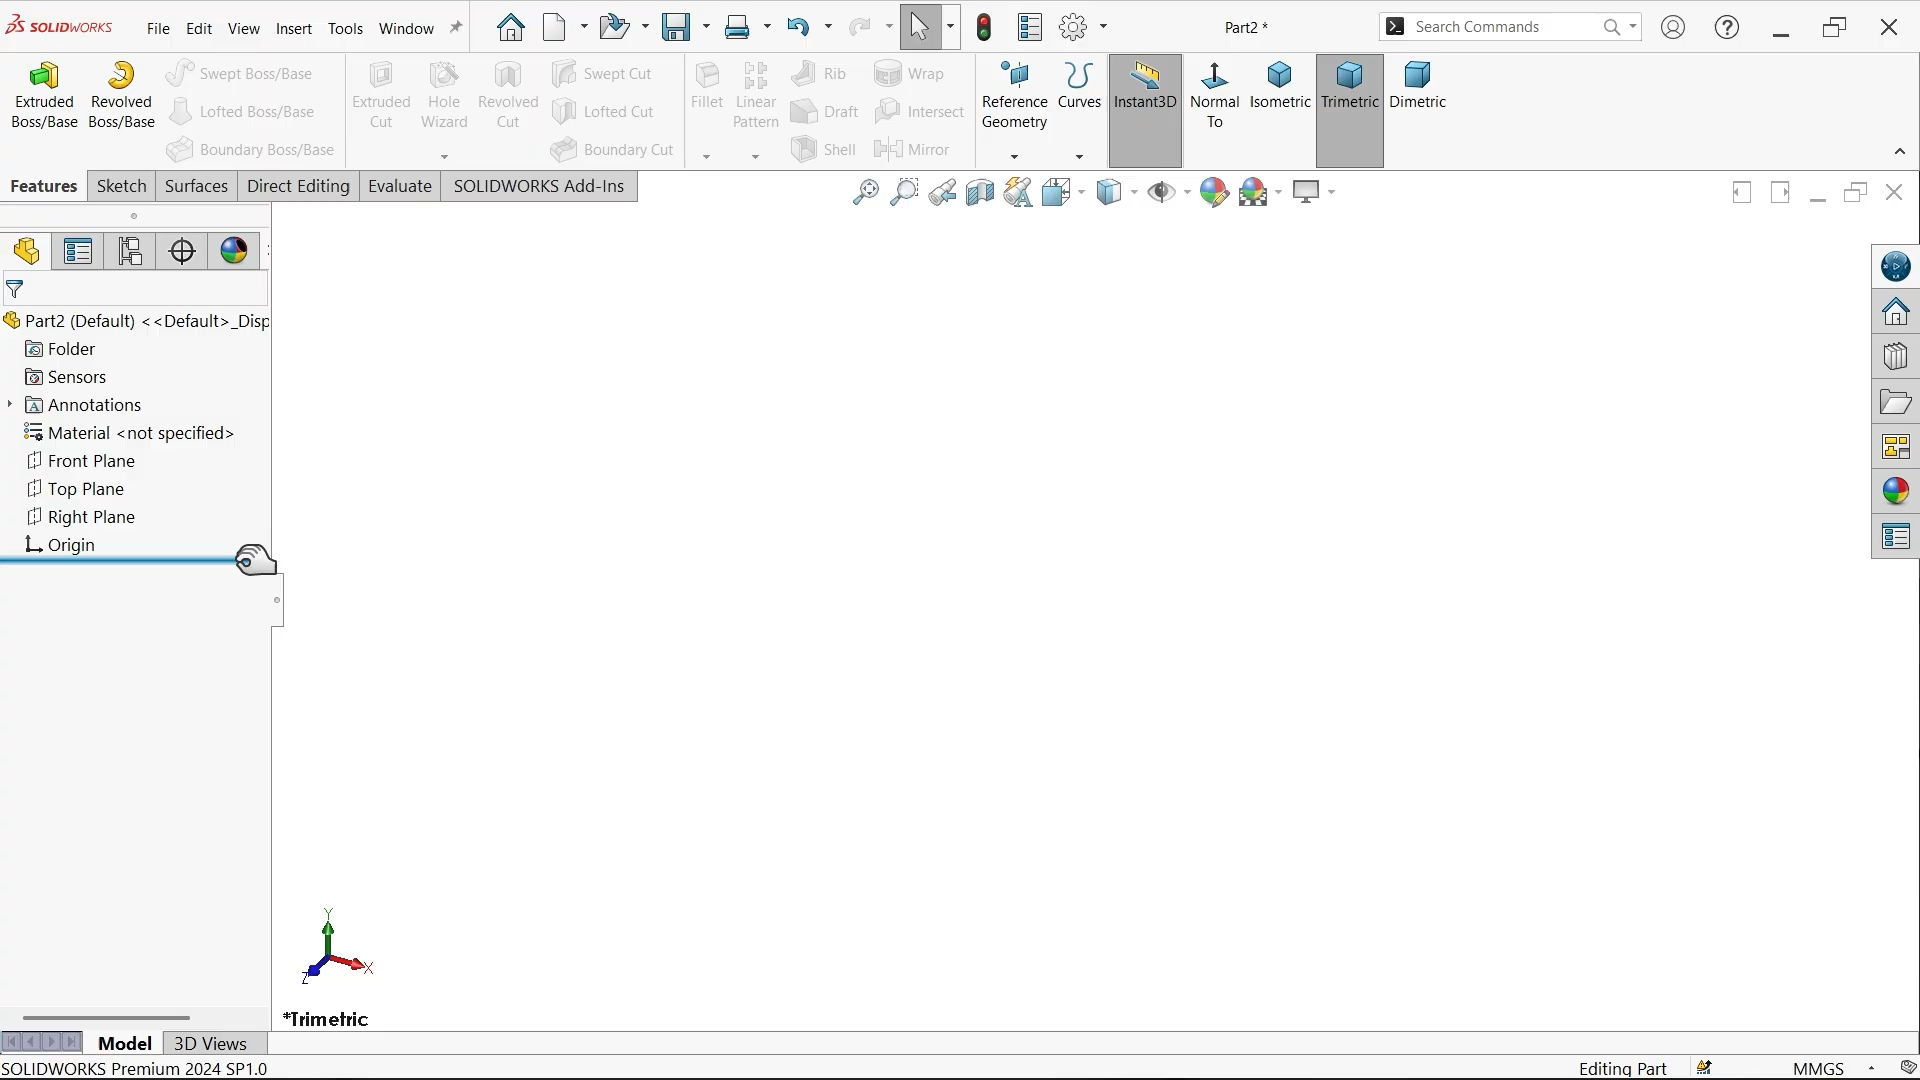 SOLIDWORKS File Edit View Insert Tools Window Part2 * Search Commands
Extruded Boss/Base
Revolved Boss/Base
Swept Boss/Base
Lofted Boss/Base
Boundary Boss/Base
Extruded Cut
Hole Wizard
Revolved Cut
Swept Cut
Lofted Cut
Boundary Cut
Fillet
Linear Pattern
Rib
Draft
Shell
Wrap
Intersect
Mirror
Reference Geometry
Curves
Instant3D
Normal To
Isometric
Trimetric
Dimetric
Features Sketch Surfaces Direct Editing Evaluate SOLIDWORKS Add-Ins
Part2 (Default) <<Default>_Disp
Folder
Sensors
Annotations
Material <not specified>
Front Plane
Top Plane
Right Plane
Origin
Y
X
Z
*Trimetric
Model 3D Views
SOLIDWORKS Premium 2024 SP1.0 Editing Part MMGS